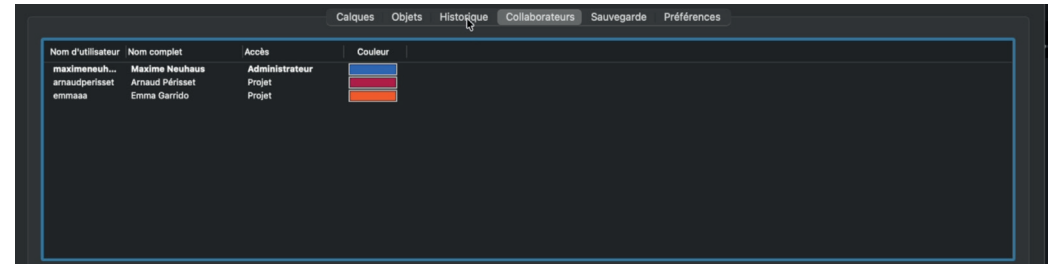 Calques Objets Historique Collaborateurs Sauvegarde Préférences
Nom d'utilisateur Nom complet Accès Couleur
maximeneuh... Maxime Neuhaus Administrateur
arnaudperisset Arnaud Périsset Projet
emmaaa Emma Garrido Projet